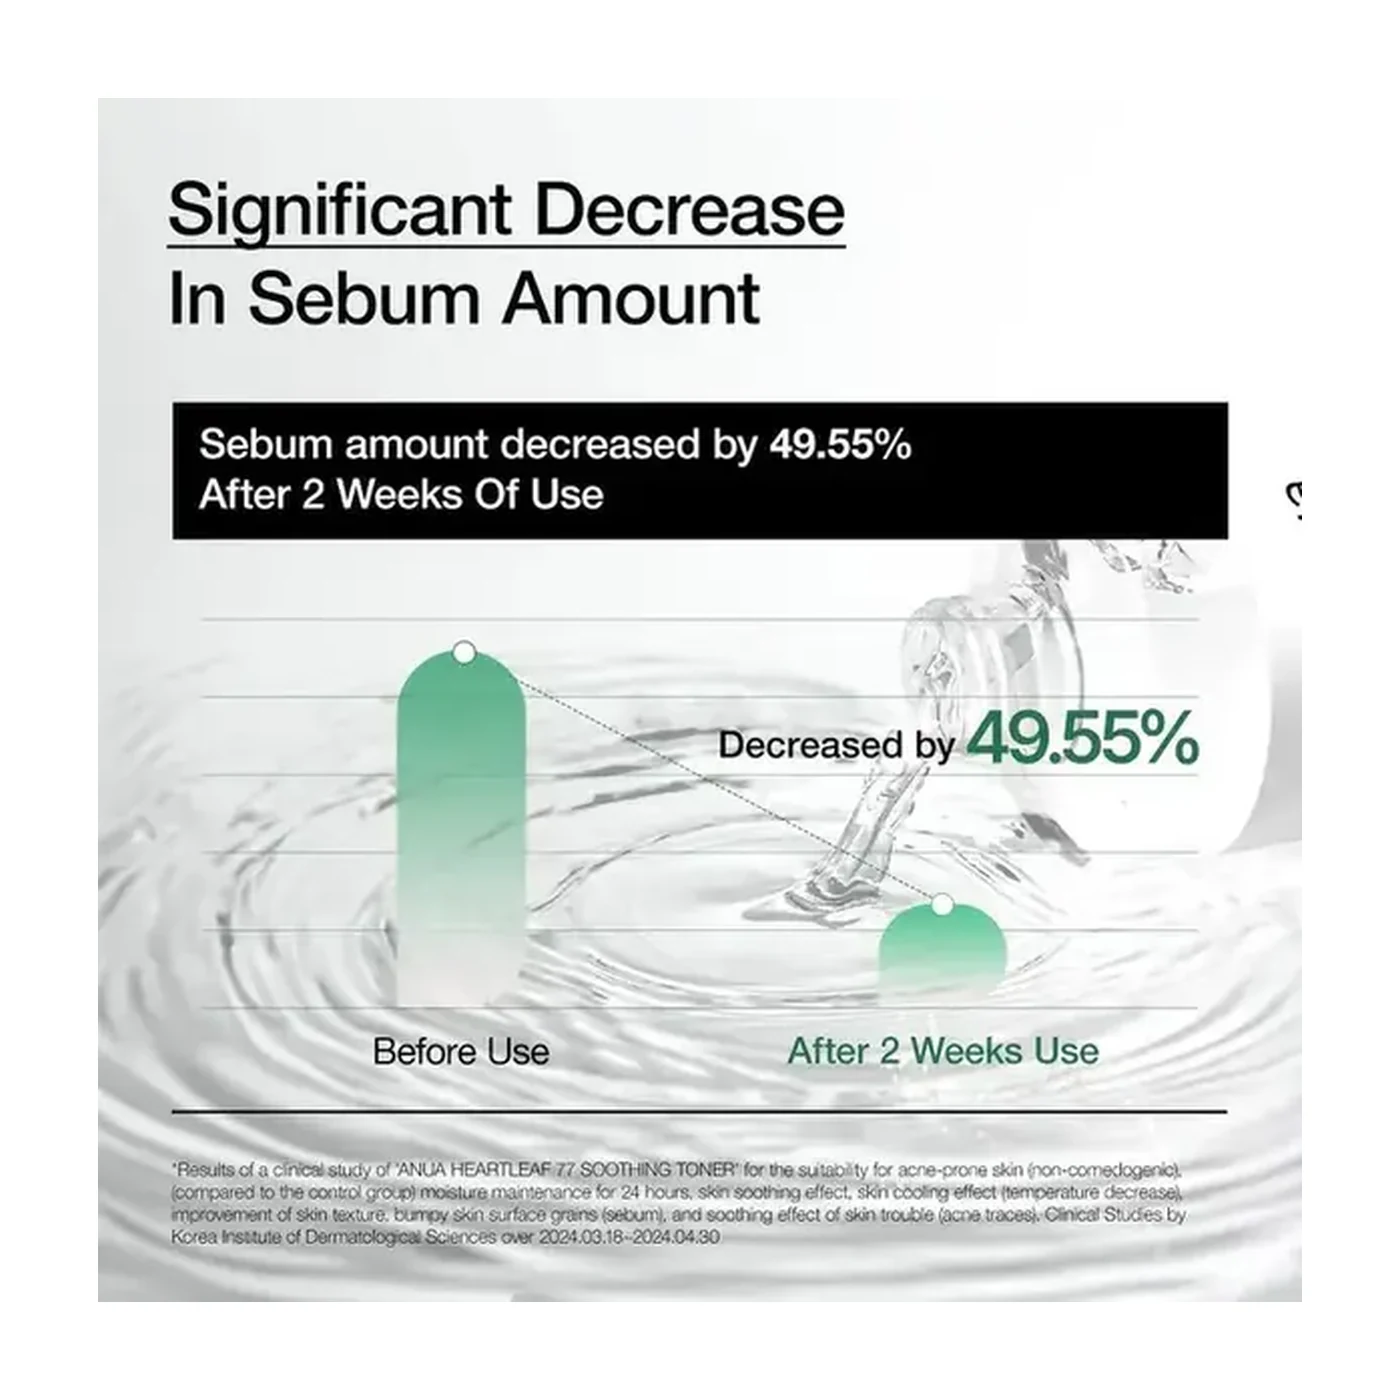 Significant Decrease
In Sebum Amount
Sebum amount decreased by 49.55%
After 2 Weeks Of Use
Decreased by 49.55%
Before Use
After 2 Weeks Use
*Results of a clinical study of 'ANUA HEARTLEAF 77 SOOTHING TONER' for the suitability for acne-prone skin (non-comedogenic),
(compared to the control group) moisture maintenance for 24 hours, skin soothing effect, skin cooling effect (temperature decrease),
improvement of skin texture, bumpy skin surface grains (sebum), and soothing effect of skin trouble (acne traces). Clinical Studies by
Korea Institute of Dermatological Sciences over 2024.03.18~2024.04.30